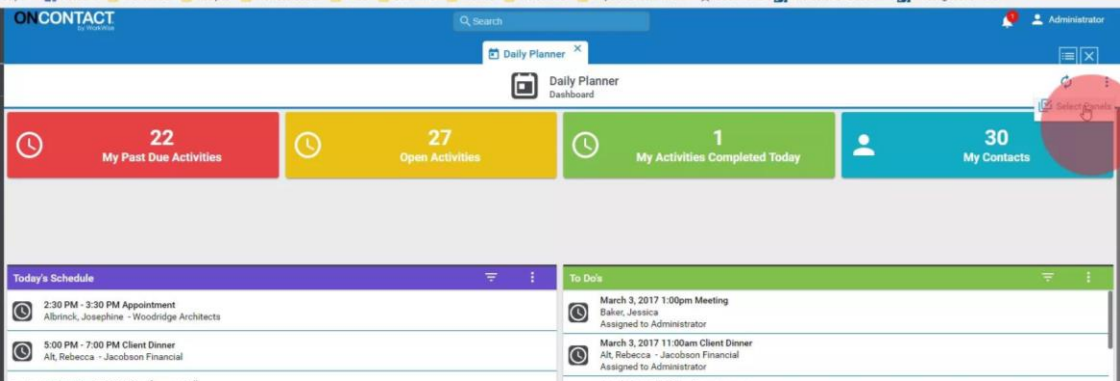 ONCONTACT
by WorkWise
Search
1
Administrator
Daily Planner
Daily Planner
Dashboard
Select Panels
22
My Past Due Activities
27
Open Activities
1
My Activities Completed Today
30
My Contacts
Today's Schedule
2:30 PM - 3:30 PM Appointment
Albrinck, Josephine - Woodridge Architects
5:00 PM - 7:00 PM Client Dinner
Alt, Rebecca - Jacobson Financial
To Do's
March 3, 2017 1:00pm Meeting
Baker, Jessica
Assigned to Administrator
March 3, 2017 11:00am Client Dinner
Alt, Rebecca - Jacobson Financial
Assigned to Administrator